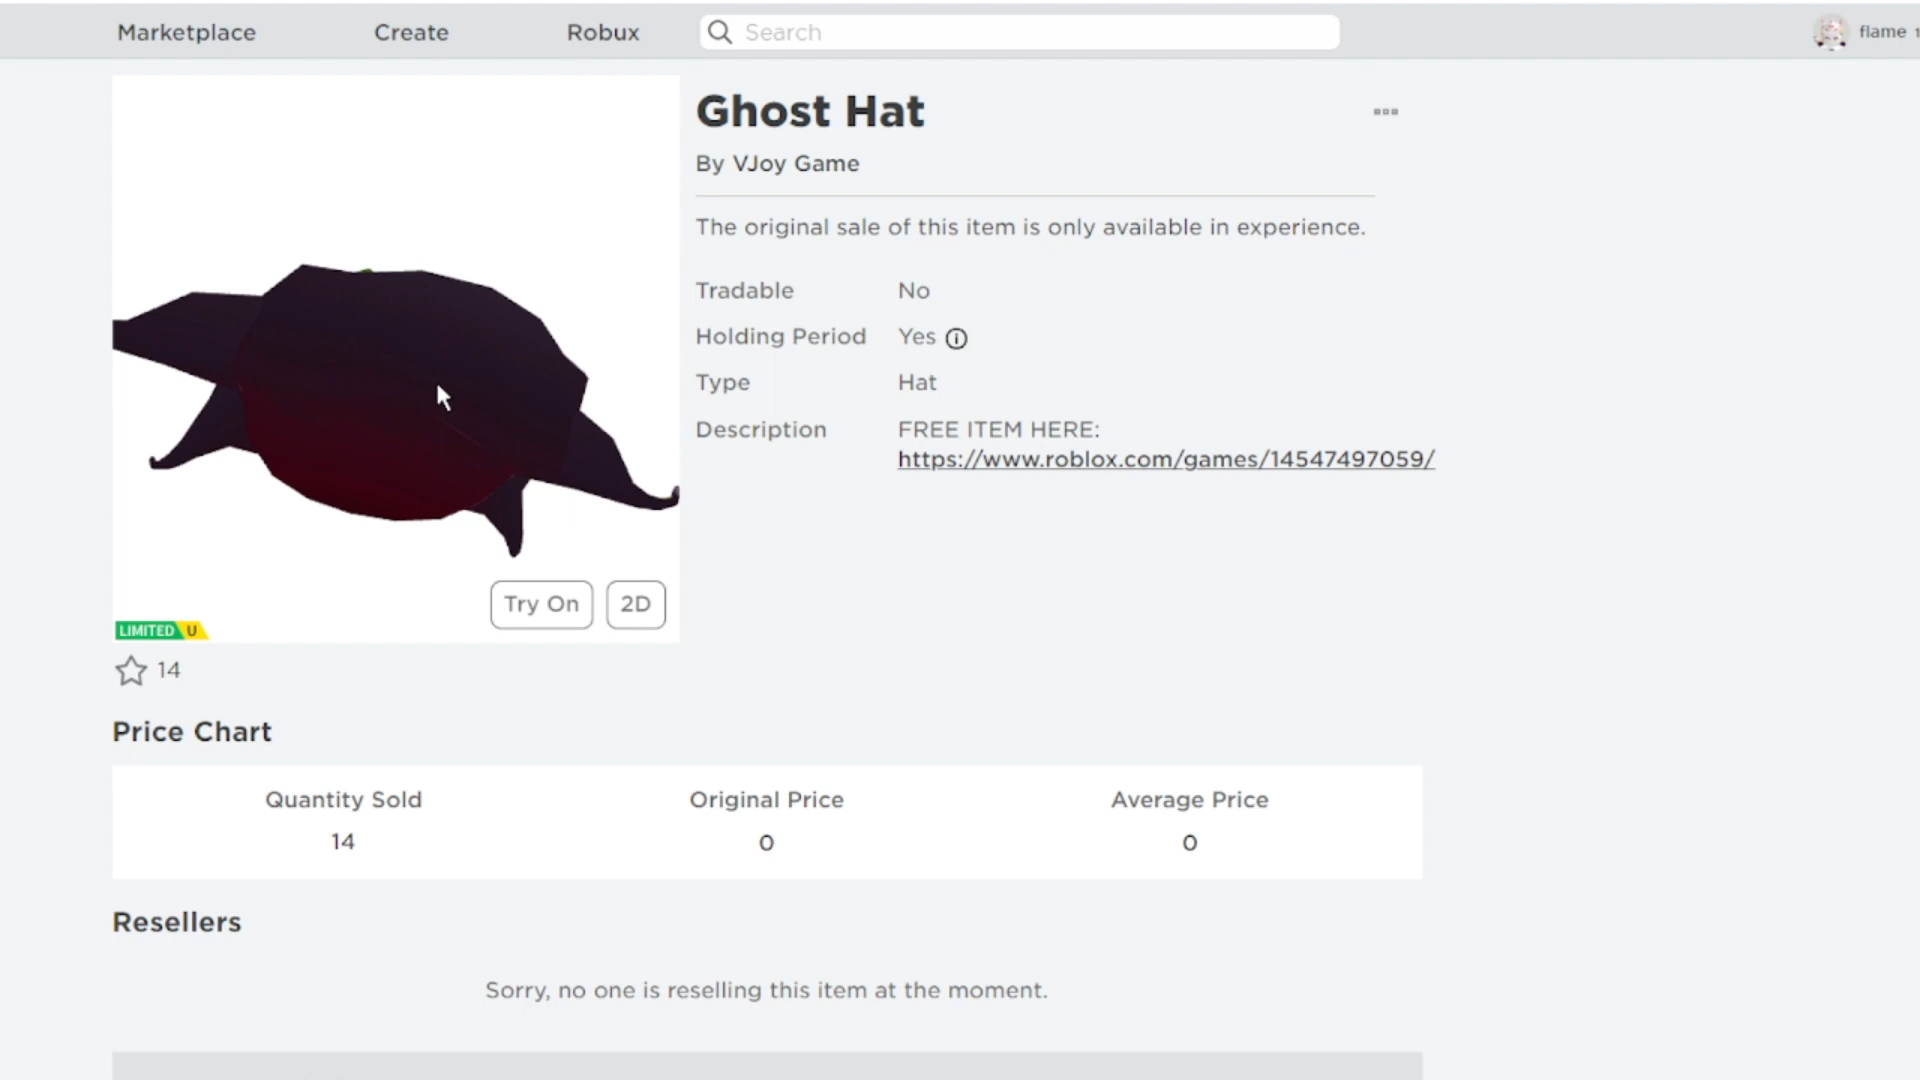 Marketplace
Create
Robux
Search
flame
Ghost Hat
By VJoy Game
The original sale of this item is only available in experience.
Tradable No
Holding Period Yes
Type Hat
Description FREE ITEM HERE:
https://www.roblox.com/games/14547497059/
Try On
2D
LIMITED U
14
Price Chart
Quantity Sold
Original Price
Average Price
14
0
0
Resellers
Sorry, no one is reselling this item at the moment.